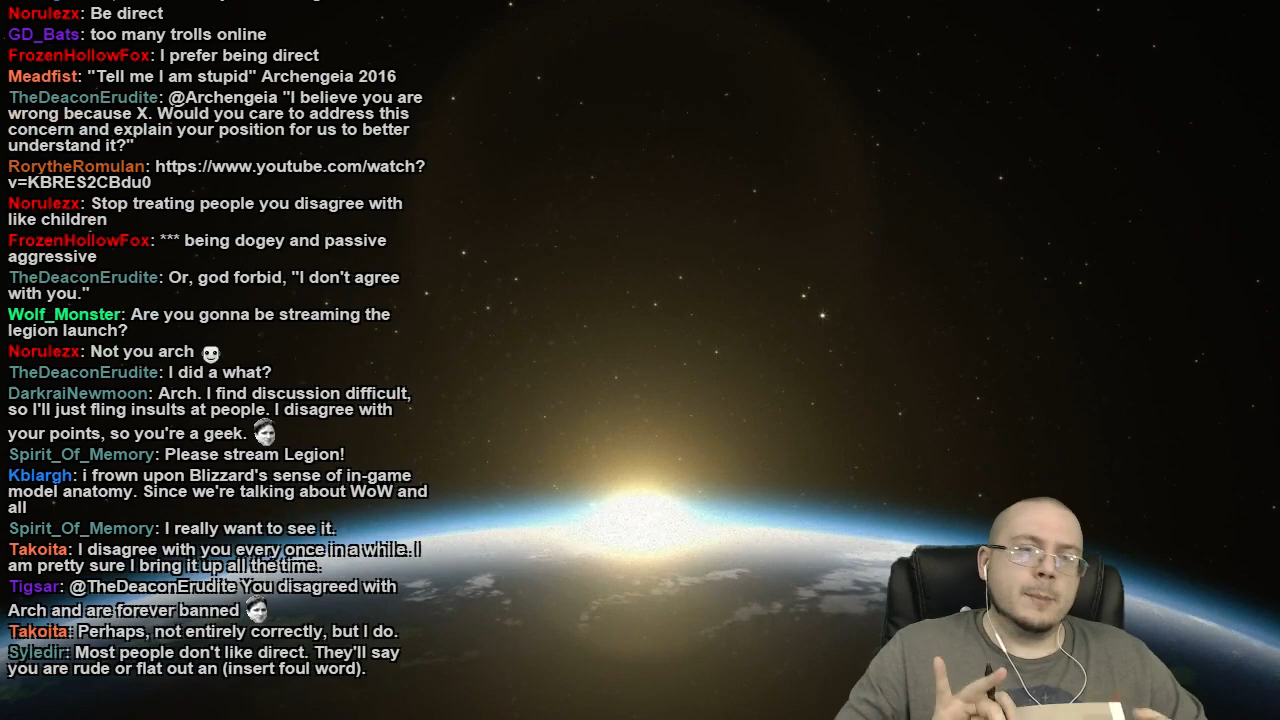 Norulezx: Be direct
GD_Bats: too many trolls online
FrozenHollowFox: I prefer being direct
Meadfist: "Tell me I am stupid" Archengeia 2016
TheDeaconErudite: @Archengeia "I believe you are
wrong because X. Would you care to address this
concern and explain your position for us to better
understand it?"
RorytheRomulan: https://www.youtube.com/watch?
v=KBRES2CBdu0
Norulezx: Stop treating people you disagree with
like children
FrozenHollowFox: *** being dogey and passive
aggressive
TheDeaconErudite: Or, god forbid, "I don't agree
with you."
Wolf_Monster: Are you gonna be streaming the
legion launch?
Norulezx: Not you arch
TheDeaconErudite: I did a what?
DarkraiNewmoon: Arch. I find discussion difficult,
so I'll just fling insults at people. I disagree with
your points, so you're a geek.
Spirit_Of_Memory: Please stream Legion!
Kblargh: i frown upon Blizzard's sense of in-game
model anatomy. Since we're talking about WoW and
all
Spirit_Of_Memory: I really want to see it.
Takoita: I disagree with you every once in a while. I
am pretty sure I bring it up all the time.
Tigsar: @TheDeaconErudite You disagreed with
Arch and are forever banned
Takoita: Perhaps, not entirely correctly, but I do.
Syledir: Most people don't like direct. They'll say
you are rude or flat out an (insert foul word).